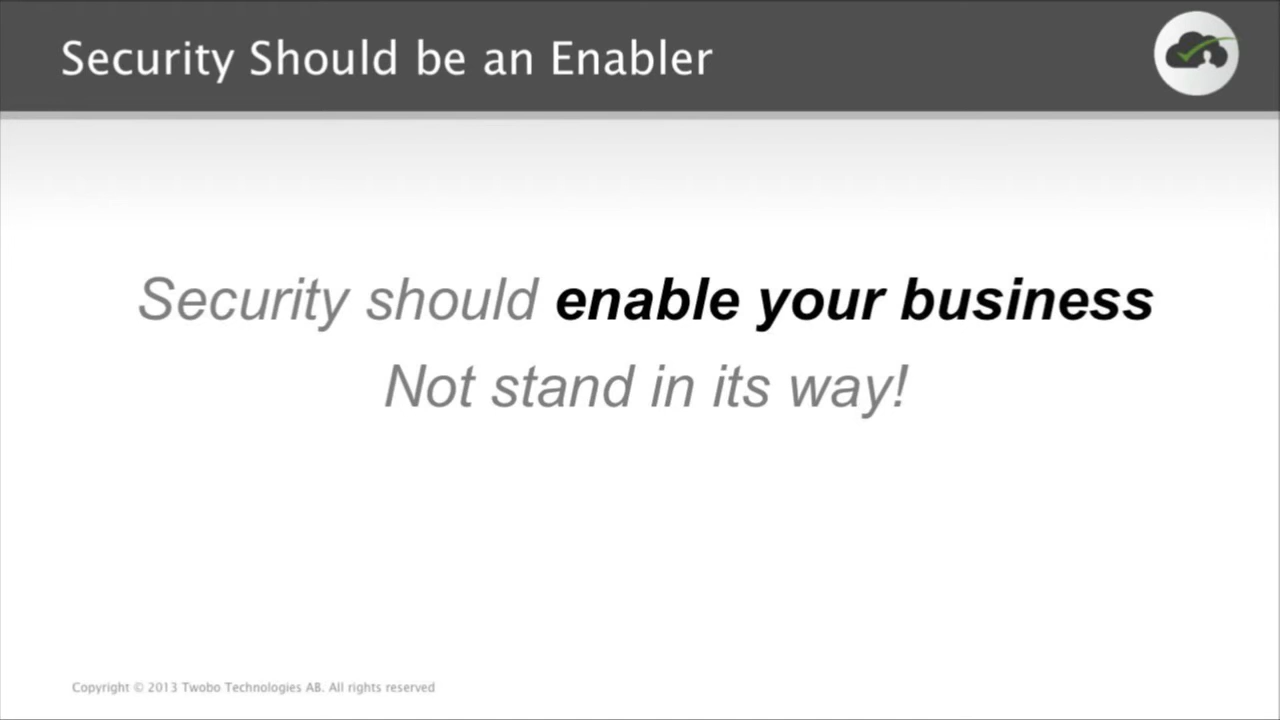 Security Should be an Enabler
Security should enable your business
Not stand in its way!
Copyright © 2013 Twobo Technologies AB. All rights reserved